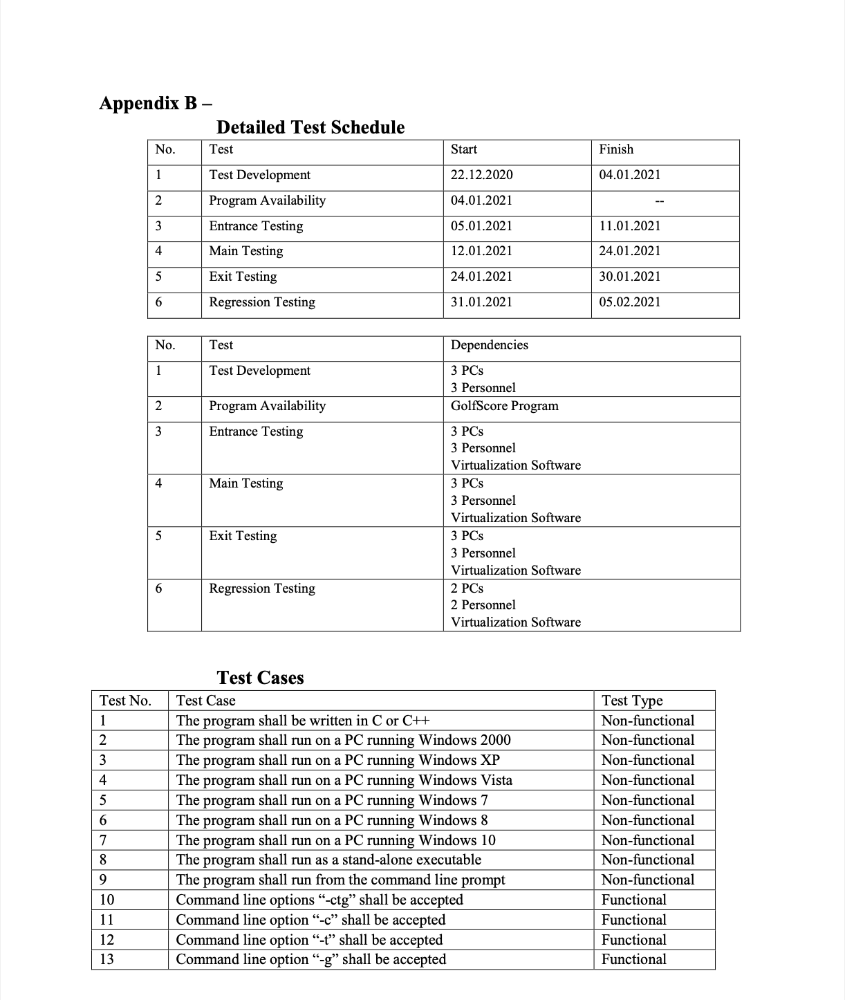 Appendix B –
Detailed Test Schedule
No. Test Start Finish
1 Test Development 22.12.2020 04.01.2021
2 Program Availability 04.01.2021 --
3 Entrance Testing 05.01.2021 11.01.2021
4 Main Testing 12.01.2021 24.01.2021
5 Exit Testing 24.01.2021 30.01.2021
6 Regression Testing 31.01.2021 05.02.2021
No. Test Dependencies
1 Test Development 3 PCs
3 Personnel
2 Program Availability GolfScore Program
3 Entrance Testing 3 PCs
3 Personnel
Virtualization Software
4 Main Testing 3 PCs
3 Personnel
Virtualization Software
5 Exit Testing 3 PCs
3 Personnel
Virtualization Software
6 Regression Testing 2 PCs
2 Personnel
Virtualization Software
Test Cases
Test No. Test Case Test Type
1 The program shall be written in C or C++ Non-functional
2 The program shall run on a PC running Windows 2000 Non-functional
3 The program shall run on a PC running Windows XP Non-functional
4 The program shall run on a PC running Windows Vista Non-functional
5 The program shall run on a PC running Windows 7 Non-functional
6 The program shall run on a PC running Windows 8 Non-functional
7 The program shall run on a PC running Windows 10 Non-functional
8 The program shall run as a stand-alone executable Non-functional
9 The program shall run from the command line prompt Non-functional
10 Command line options “-ctg” shall be accepted Functional
11 Command line option “-c” shall be accepted Functional
12 Command line option “-t” shall be accepted Functional
13 Command line option “-g” shall be accepted Functional